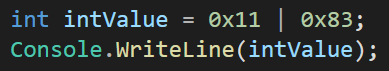 int intValue = 0x11 | 0x83;
Console.WriteLine(intValue);